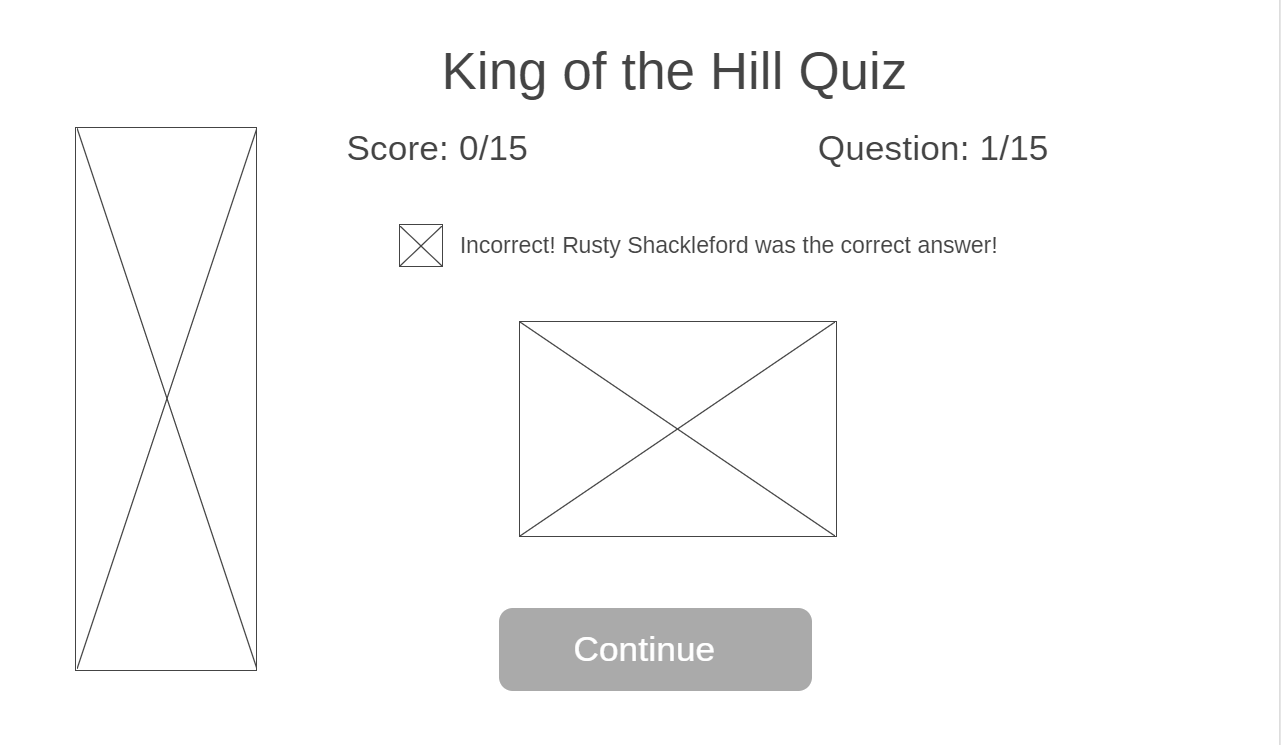 King of the Hill Quiz
Score: 0/15
Question: 1/15
Incorrect! Rusty Shackleford was the correct answer!
Continue